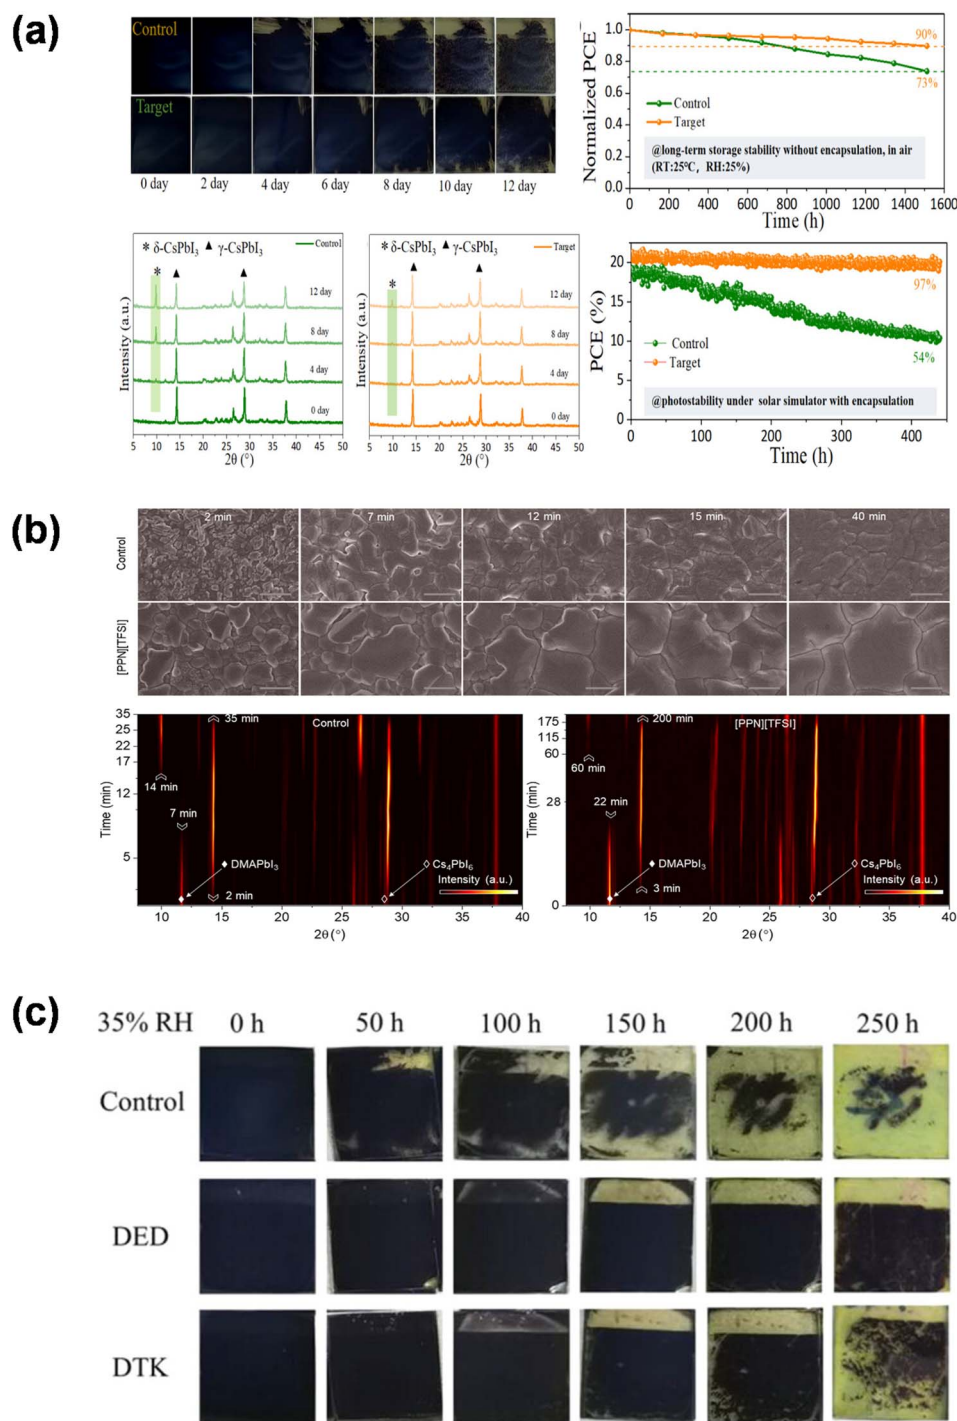 (a)
Control
Target
0 day 2 day 4 day 6 day 8 day 10 day 12 day
Normalized PCE
1.0
0.8
0.6
0.4
0.2
0.0
90%
73%
Control
Target
@long-term storage stability without encapsulation, in air
(RT:25℃, RH:25%)
0 200 400 600 800 1000 1200 1400 1600
Time (h)
* δ-CsPbI3 ▲ γ-CsPbI3 Control
Intensity (a.u.)
*
12 day
8 day
4 day
0 day
5 10 15 20 25 30 35 40 45 50
2θ (°)
* δ-CsPbI3 ▲ γ-CsPbI3 Target
Intensity (a.u.)
*
12 day
8 day
4 day
0 day
5 10 15 20 25 30 35 40 45 50
2θ (°)
PCE (%)
20
15
10
5
0
97%
54%
Control
Target
@photostability under solar simulator with encapsulation
0 100 200 300 400
Time (h)
(b)
2 min 7 min 12 min 15 min 40 min
Control
[PPN][TFSI]
Time (min)
35
25
22
17
12
5
35 min
Control
14 min
7 min
DMAPbI3
2 min
Cs4PbI6
Intensity (a.u.)
10 15 20 25 30 35 40
2θ (°)
Time (min)
175
115
60
28
0
200 min
[PPN][TFSI]
60 min
22 min
DMAPbI3
3 min
Cs4PbI6
Intensity (a.u.)
10 15 20 25 30 35 40
2θ (°)
(c)
35% RH 0 h 50 h 100 h 150 h 200 h 250 h
Control
DED
DTK